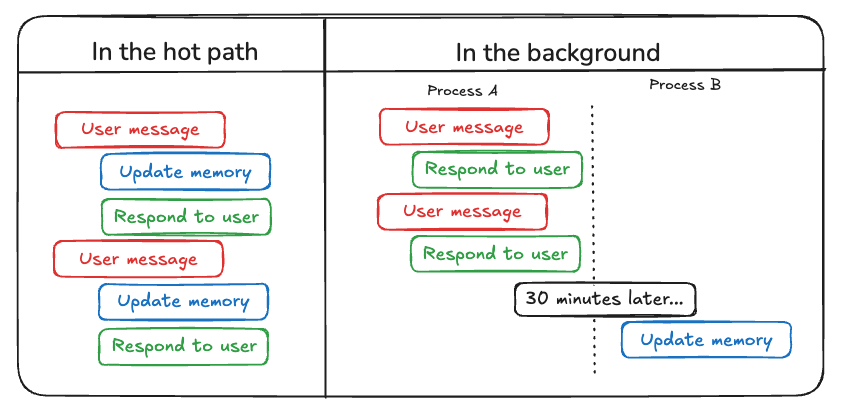 In the hot path
User message
Update memory
Respond to user
User message
Update memory
Respond to user
In the background
Process A
Process B
User message
Respond to user
User message
Respond to user
30 minutes later...
Update memory